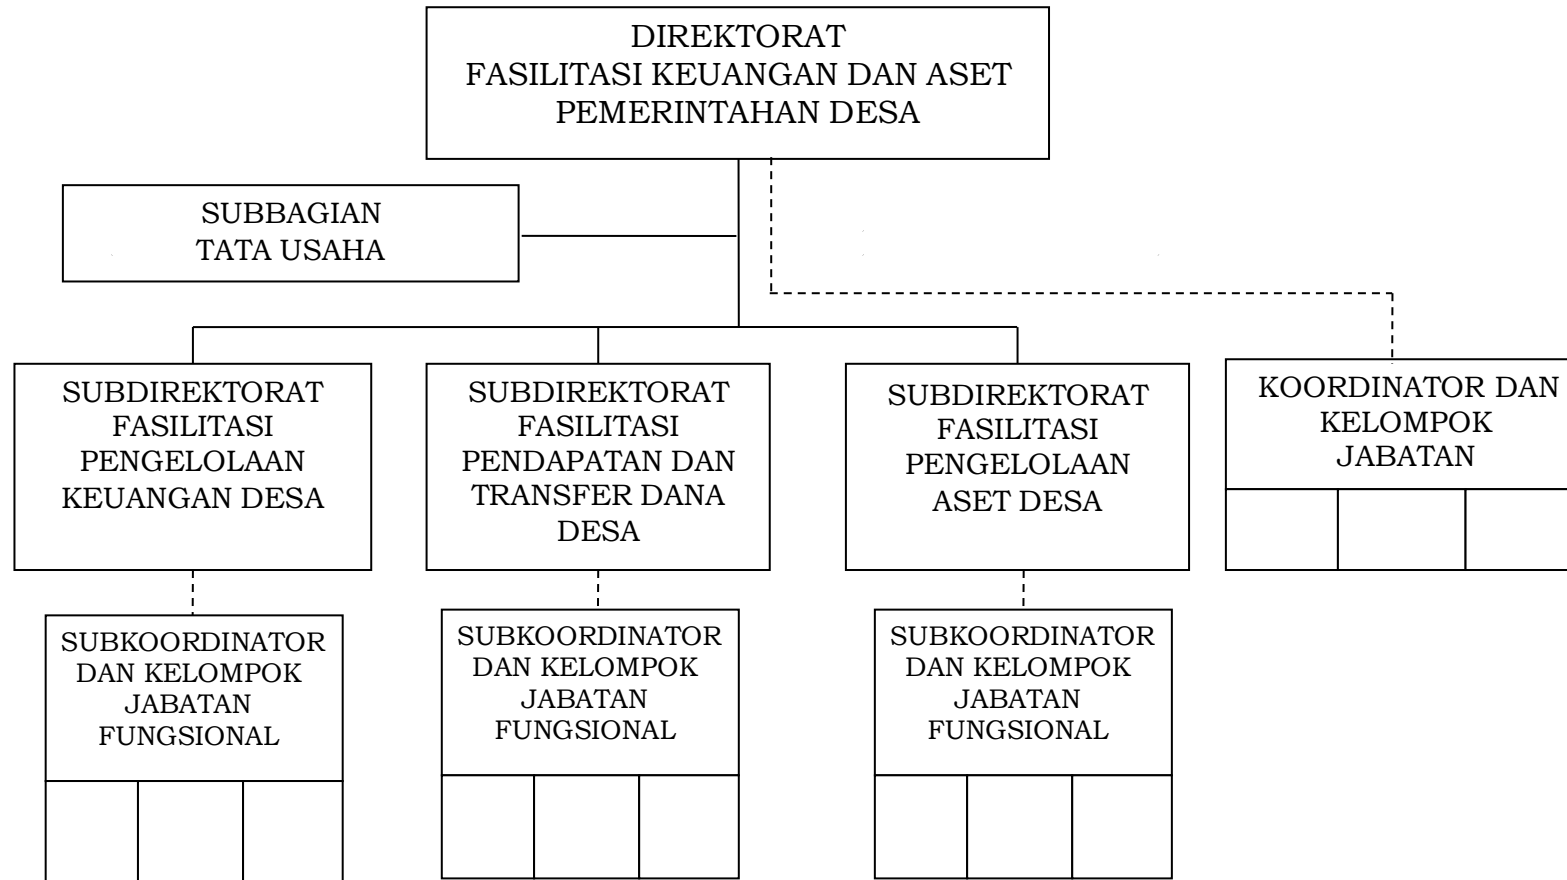 DIREKTORAT
FASILITASI KEUANGAN DAN ASET
PEMERINTAHAN DESA
SUBBAGIAN
TATA USAHA
SUBDIREKTORAT
FASILITASI
PENGELOLAAN
KEUANGAN DESA
SUBDIREKTORAT
FASILITASI
PENDAPATAN DAN
TRANSFER DANA
DESA
SUBDIREKTORAT
FASILITASI
PENGELOLAAN
ASET DESA
KOORDINATOR DAN
KELOMPOK
JABATAN
SUBKOORDINATOR
DAN KELOMPOK
JABATAN
FUNGSIONAL
SUBKOORDINATOR
DAN KELOMPOK
JABATAN
FUNGSIONAL
SUBKOORDINATOR
DAN KELOMPOK
JABATAN
FUNGSIONAL